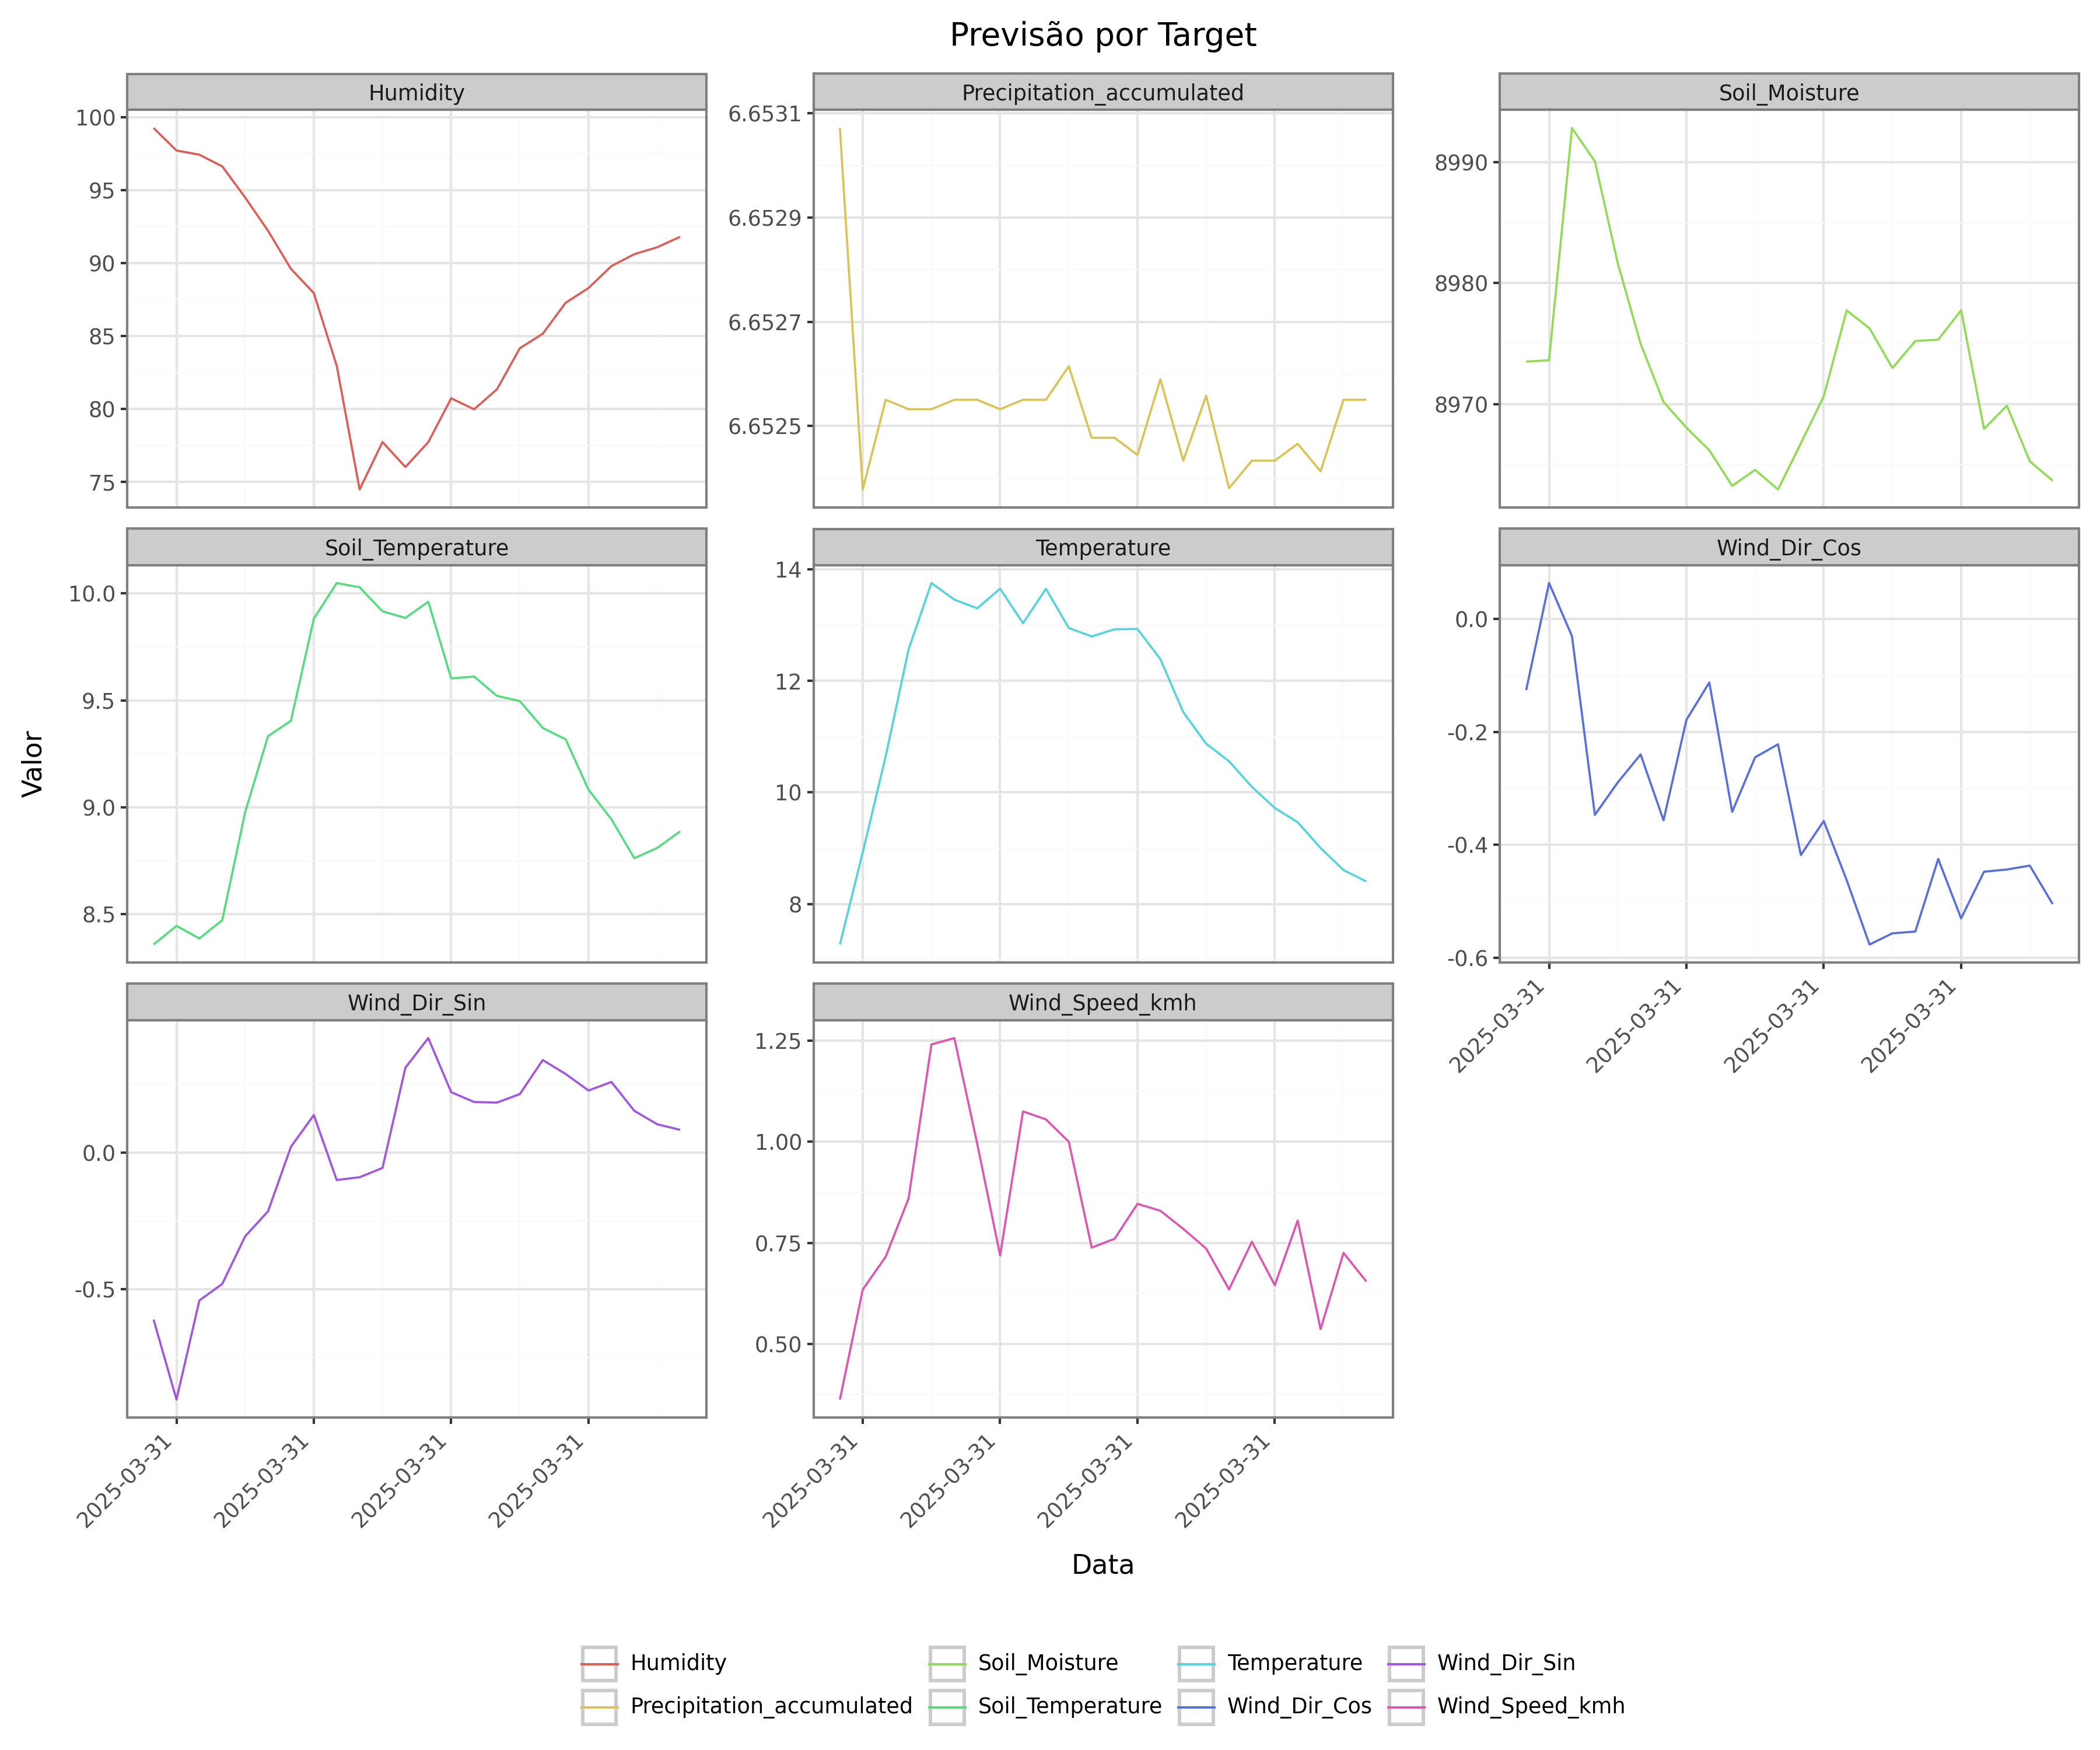 Previsão por Target
Humidity
100
95
90
85
80
75
Precipitation_accumulated
6.6531
6.6529
6.6527
6.6525
Soil_Moisture
8990
8980
8970
Soil_Temperature
10.0
9.5
9.0
8.5
Temperature
14
12
10
8
Wind_Dir_Cos
0.0
-0.2
-0.4
-0.6
2025-03-31
2025-03-31
2025-03-31
2025-03-31
Valor
Wind_Dir_Sin
0.0
-0.5
2025-03-31
2025-03-31
2025-03-31
2025-03-31
Wind_Speed_kmh
1.25
1.00
0.75
0.50
2025-03-31
2025-03-31
2025-03-31
2025-03-31
Data
Humidity
Precipitation_accumulated
Soil_Moisture
Soil_Temperature
Temperature
Wind_Dir_Cos
Wind_Dir_Sin
Wind_Speed_kmh